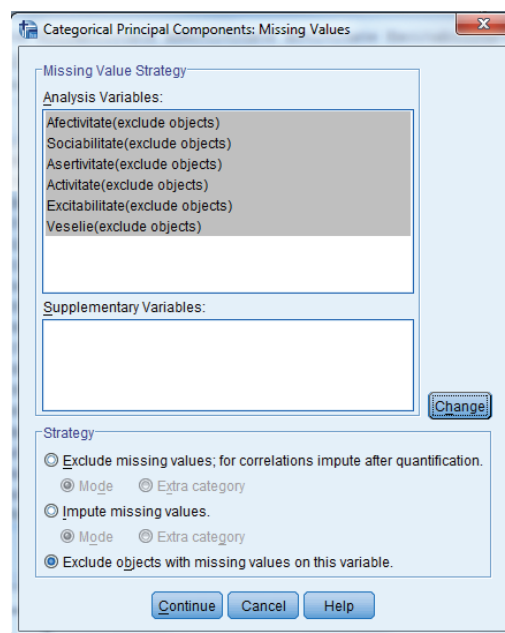 Categorical Principal Components: Missing Values
Missing Value Strategy
Analysis Variables:
Afectivitate(exclude objects)
Sociabilitate(exclude objects)
Asertivitate(exclude objects)
Activitate(exclude objects)
Excitabilitate(exclude objects)
Veselie(exclude objects)
Supplementary Variables:
Change
Strategy
Exclude missing values; for correlations impute after quantification.
Mode Extra category
Impute missing values.
Mode Extra category
Exclude objects with missing values on this variable.
Continue Cancel Help